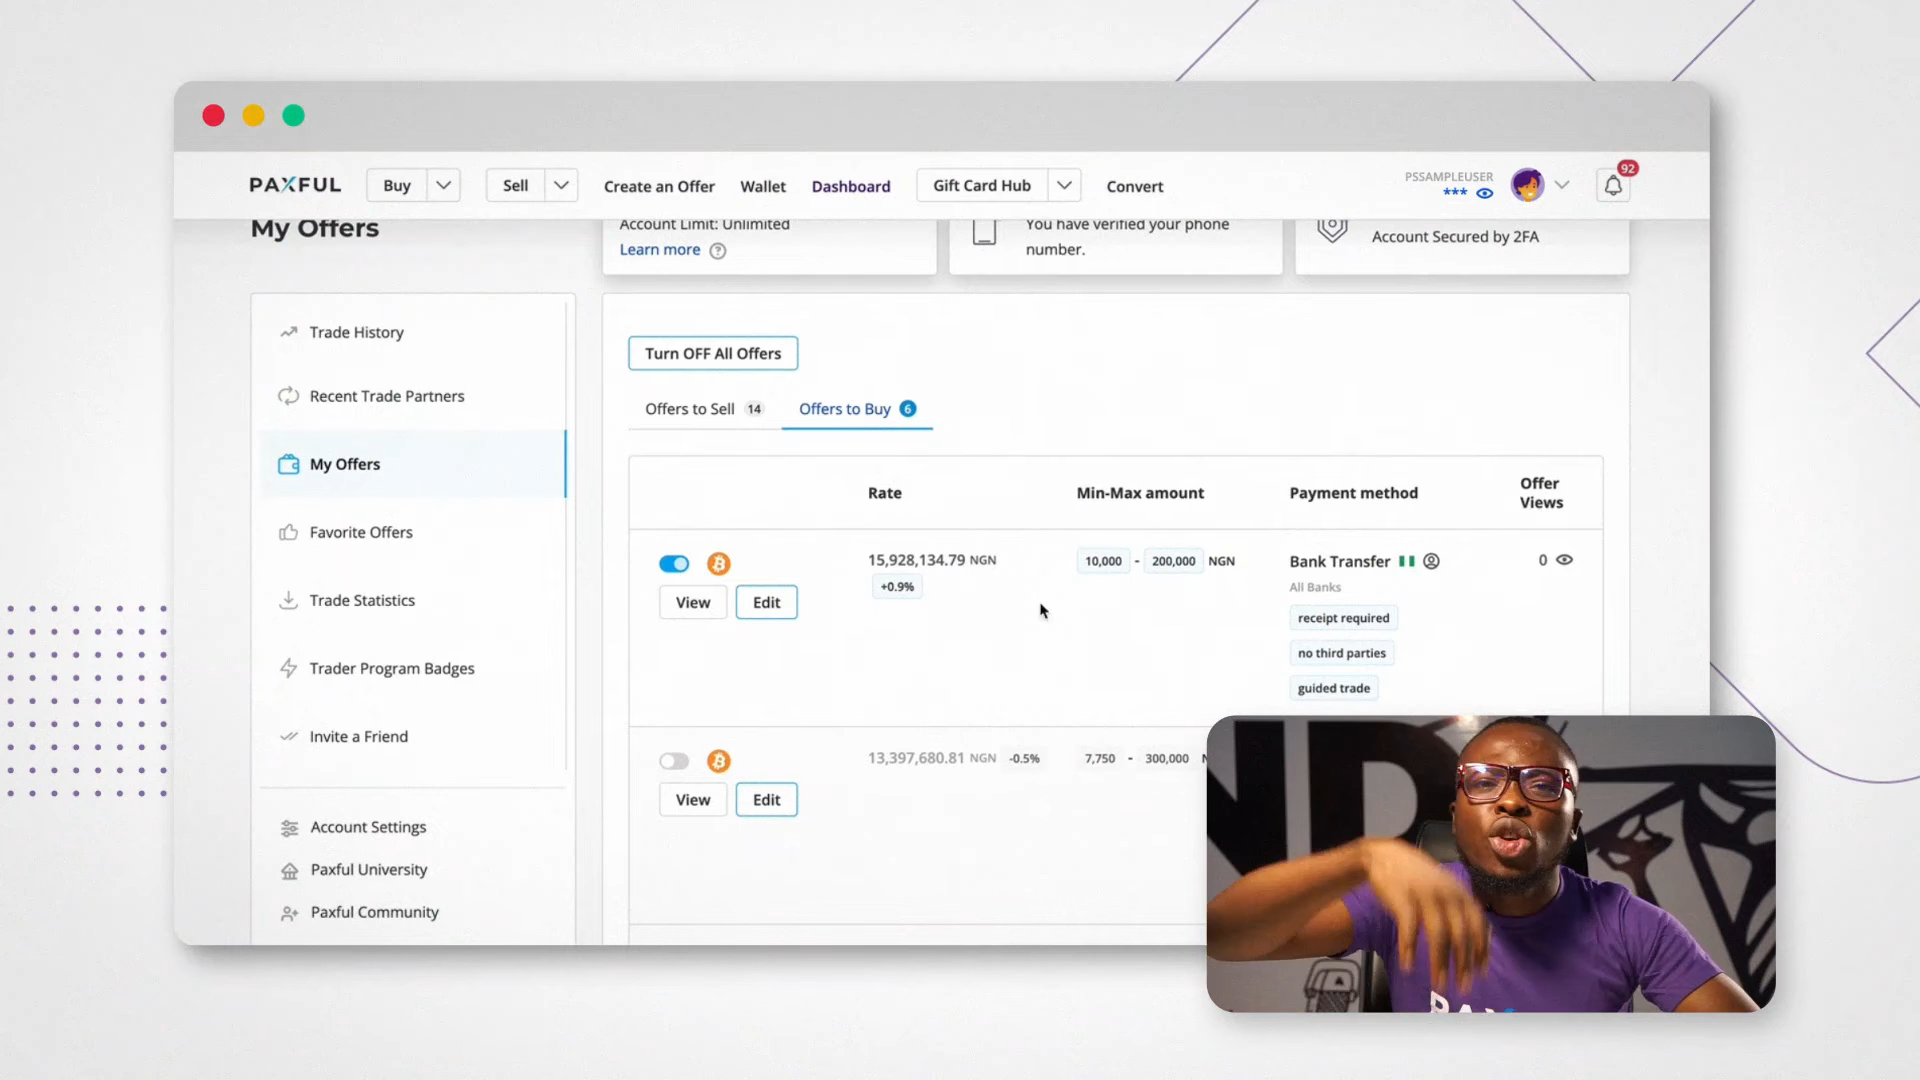 PAXFUL
Buy
Sell
Create an Offer
Wallet
Dashboard
Gift Card Hub
Convert
PSSAMPLEUSER
***
92
My Offers
Account Limit: Unlimited
Learn more ?
You have verified your phone
number.
Account Secured by 2FA
Trade History
Recent Trade Partners
My Offers
Favorite Offers
Trade Statistics
Trader Program Badges
Invite a Friend
Account Settings
Paxful University
Paxful Community
Turn OFF All Offers
Offers to Sell 14
Offers to Buy 6
Rate
Min-Max amount
Payment method
Offer
Views
15,928,134.79 NGN
+0.9%
10,000 - 200,000 NGN
Bank Transfer
All Banks
receipt required
no third parties
guided trade
0
View
Edit
13,397,680.81 NGN -0.5%
7,750 - 300,000
View
Edit